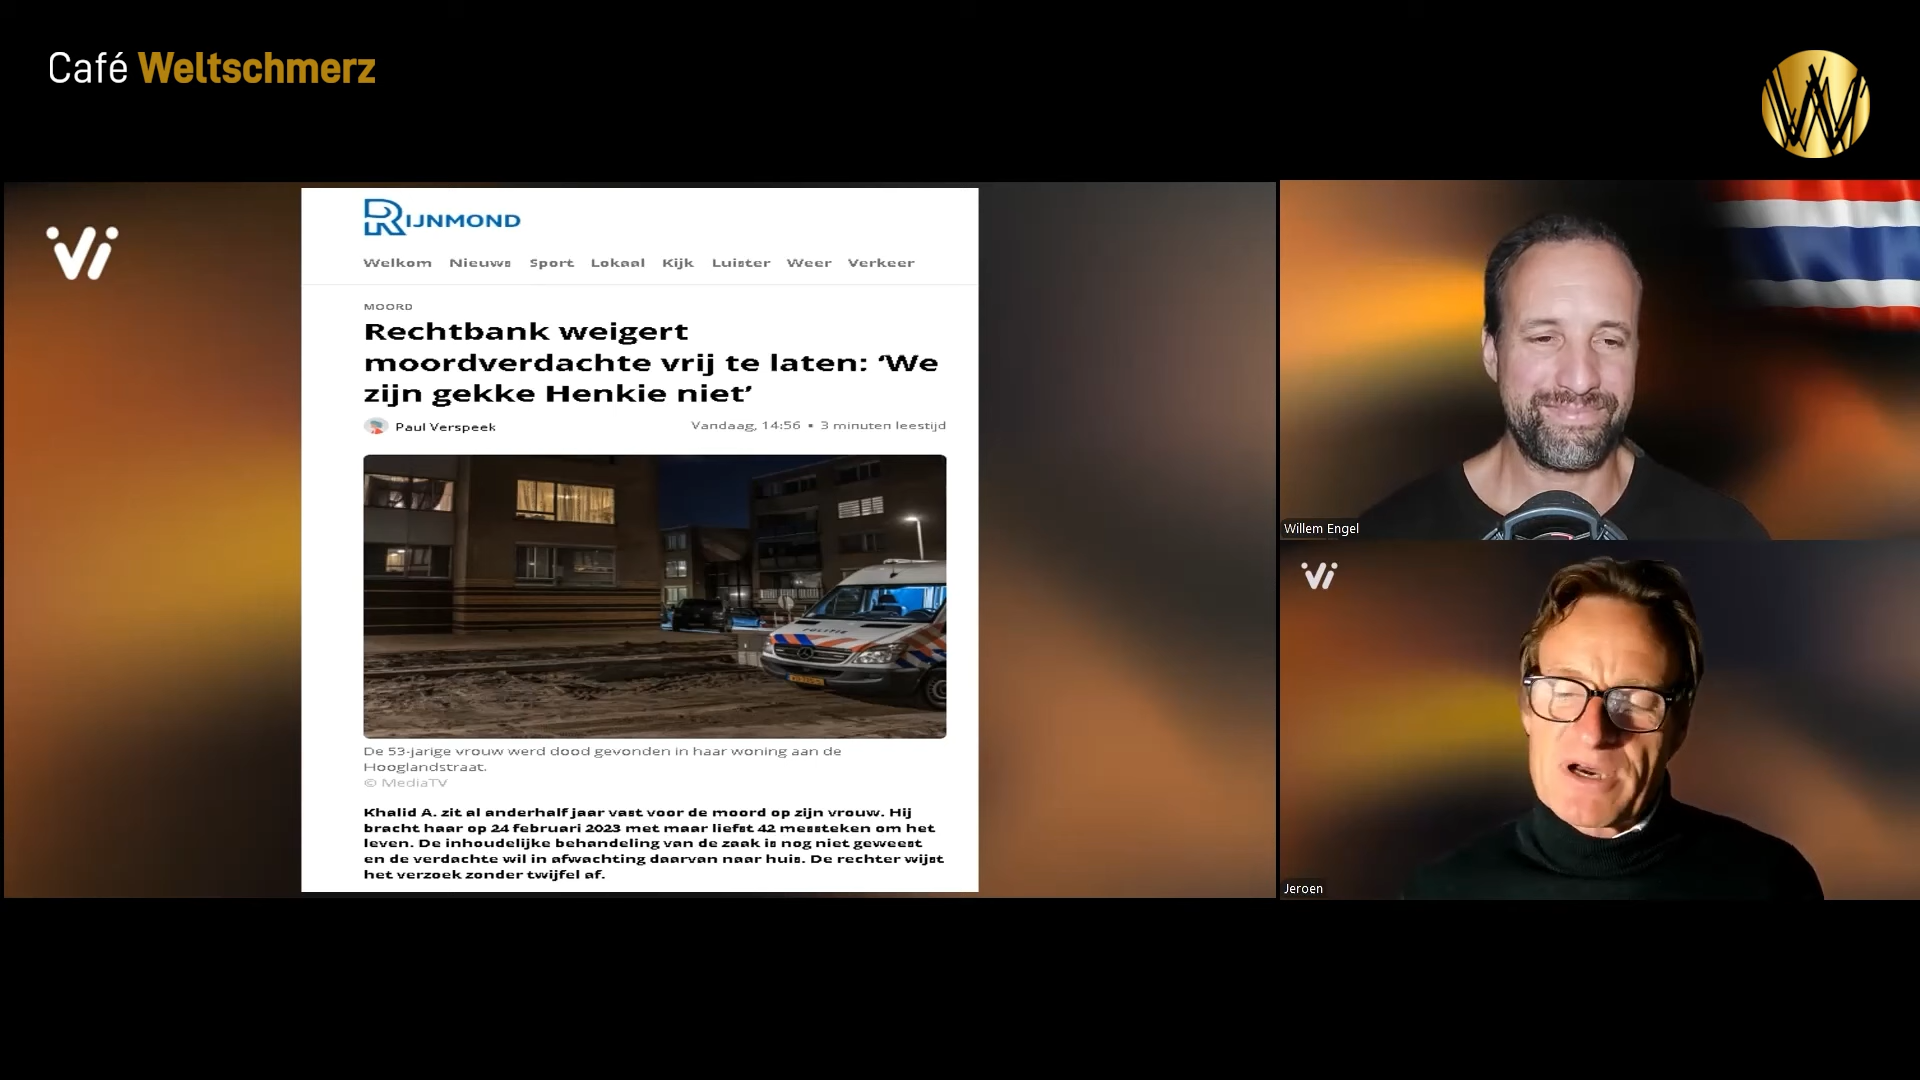 Café Weltschmerz
RIJNMOND
Welkom Nieuws Sport Lokaal Kijk Luister Weer Verkeer
MOORD
Rechtbank weigert
moordverdachte vrij te laten: ‘We
zijn gekke Henkie niet’
Paul Verspeek
Vandaag, 14:56 • 3 minuten leestijd
POLITIE
De 53-jarige vrouw werd dood gevonden in haar woning aan de
Hooglandstraat.
© MediaTV
Khalid A. zit al anderhalf jaar vast voor de moord op zijn vrouw. Hij
bracht haar op 24 februari 2023 met maar liefst 42 messteken om het
leven. De inhoudelijke behandeling van de zaak is nog niet geweest
en de verdachte wil in afwachting daarvan naar huis. De rechter wijst
het verzoek zonder twijfel af.
Willem Engel
Jeroen